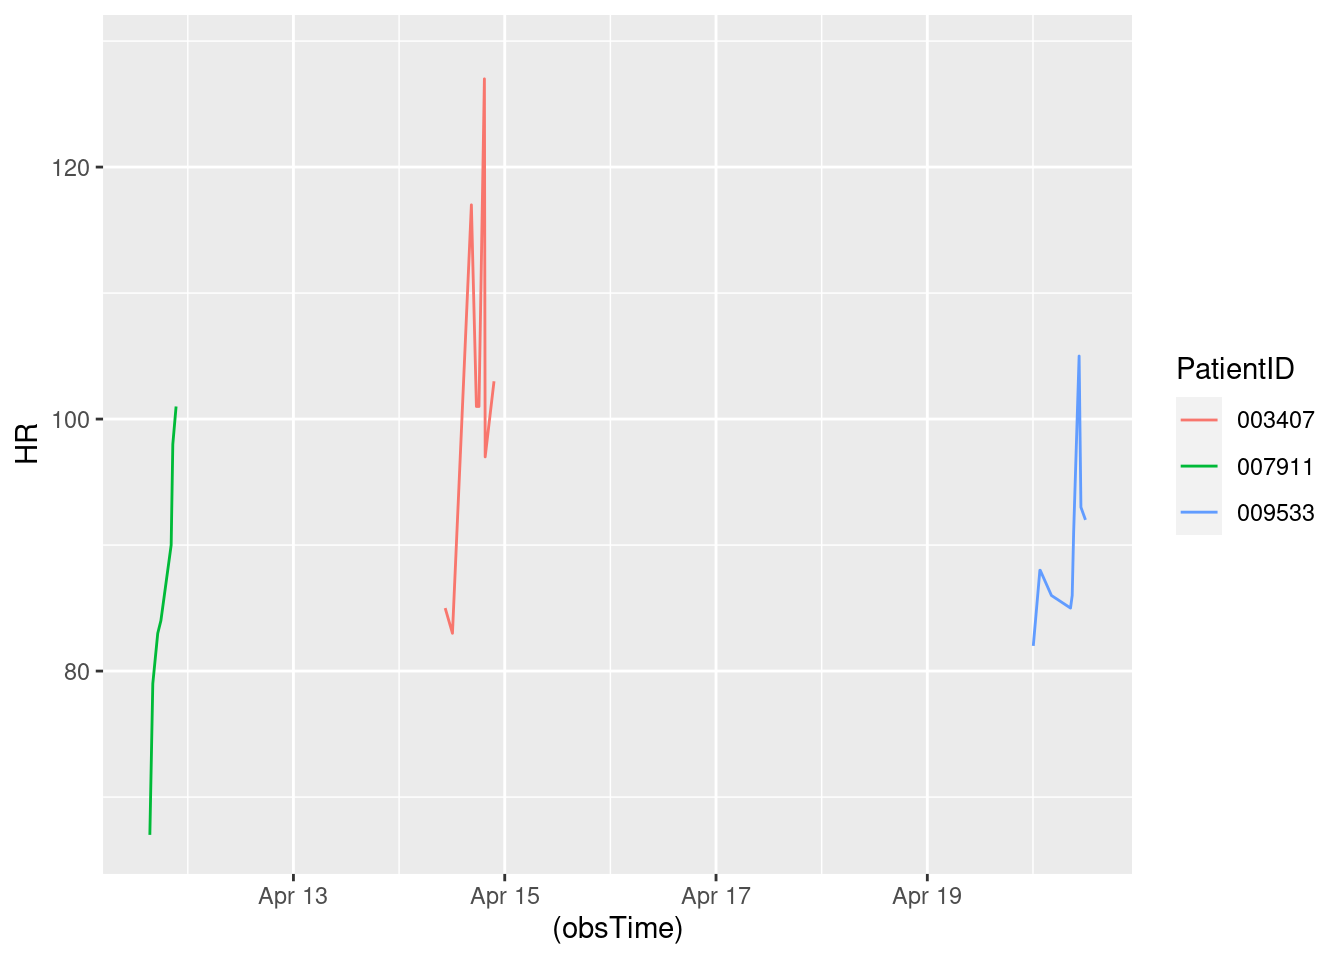 120
100
80
HR
Apr 13
Apr 15
Apr 17
Apr 19
(obsTime)
PatientID
003407
007911
009533